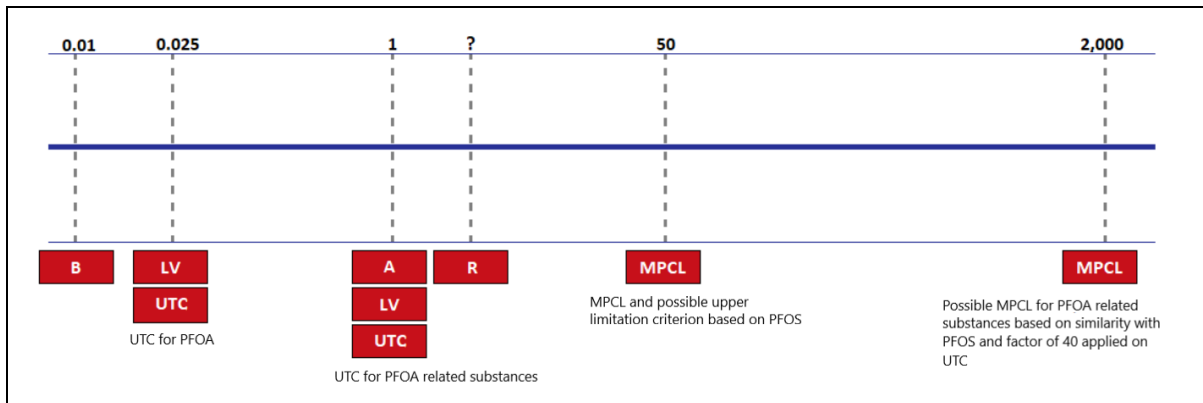 0.01 0.025 1 ? 50 2,000
B LV A R MPCL MPCL
UTC LV
UTC for PFOA UTC
UTC for PFOA related substances
MPCL and possible upper
limitation criterion based on PFOS
Possible MPCL for PFOA related
substances based on similarity with
PFOS and factor of 40 applied on
UTC